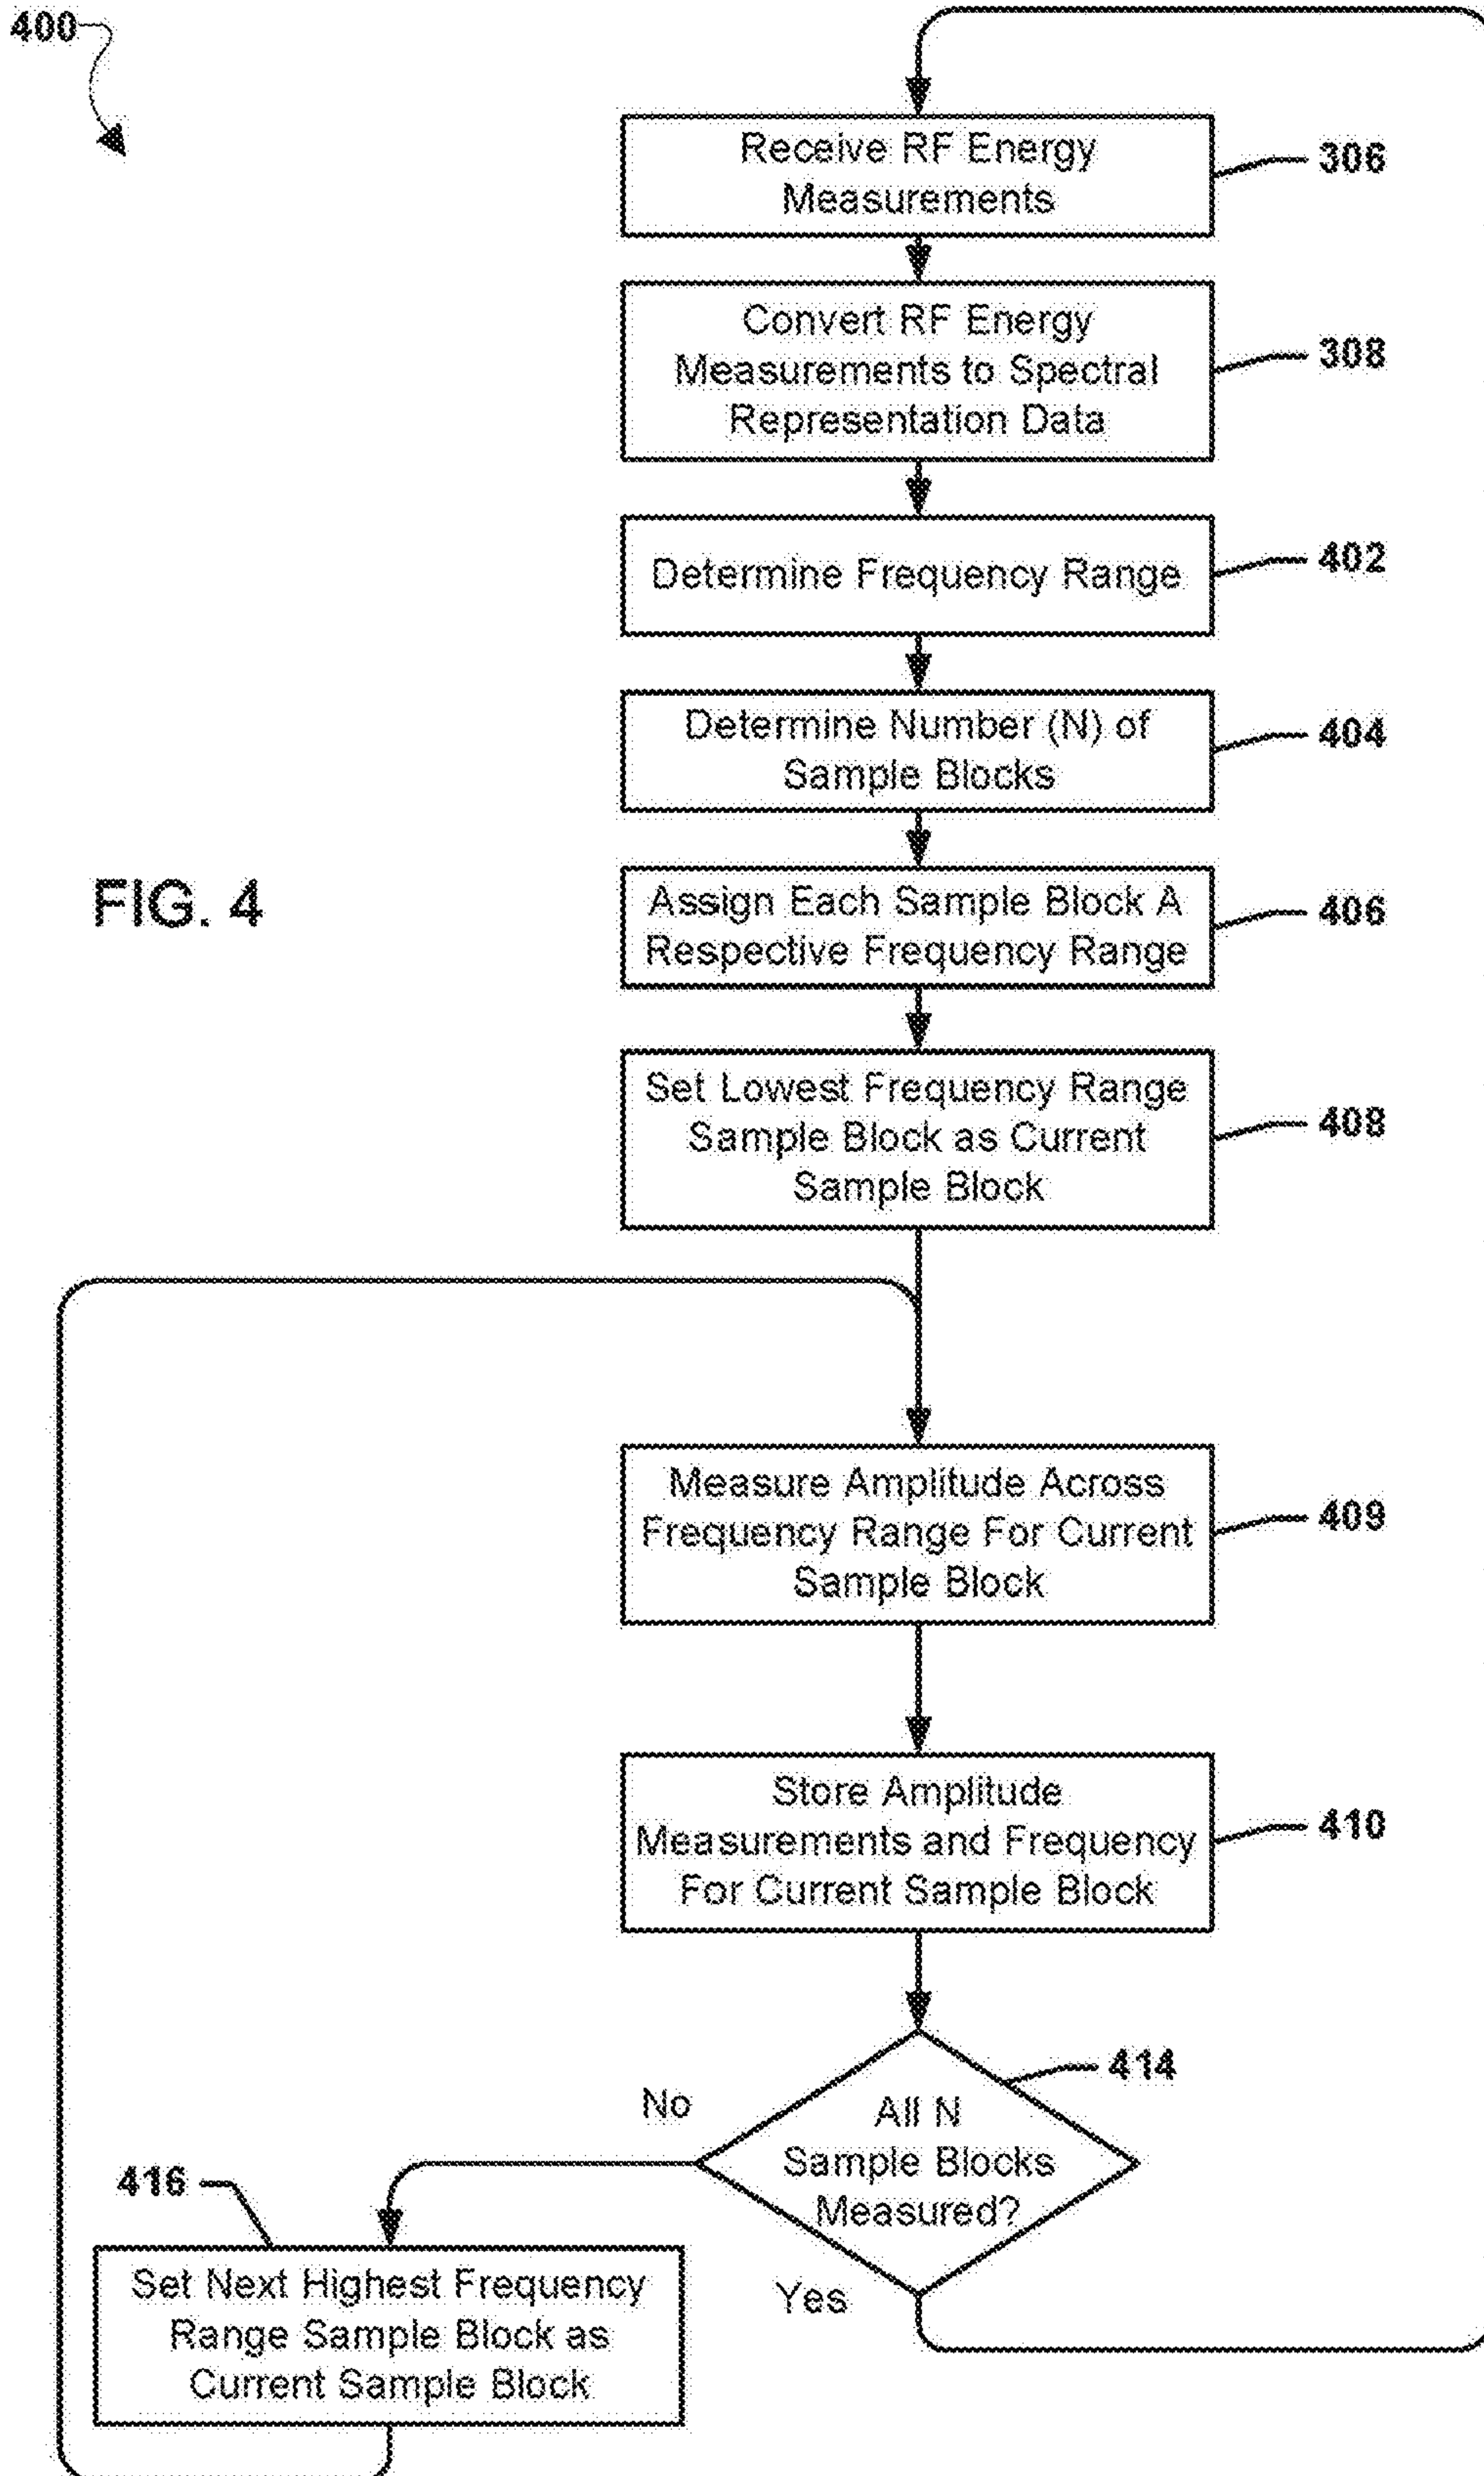 400
Receive RF Energy
Measurements
306
Convert RF Energy
Measurements to Spectral
Representation Data
308
Determine Frequency Range
402
Determine Number (N) of
Sample Blocks
404
FIG. 4
Assign Each Sample Block A
Respective Frequency Range
406
Set Lowest Frequency Range
Sample Block as Current
Sample Block
408
Measure Amplitude Across
Frequency Range For Current
Sample Block
409
Store Amplitude
Measurements and Frequency
For Current Sample Block
410
414
No
All N
Sample Blocks
Measured?
Yes
416
Set Next Highest Frequency
Range Sample Block as
Current Sample Block